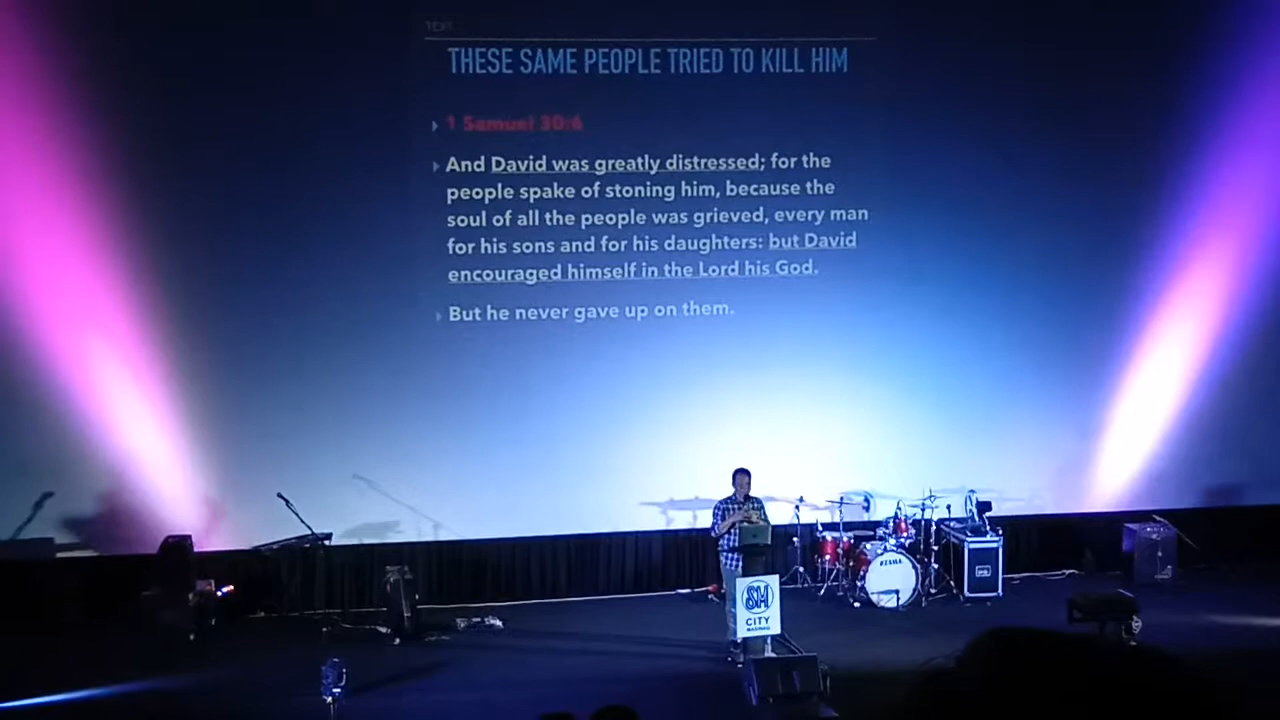 TEXT
THESE SAME PEOPLE TRIED TO KILL HIM
1 Samuel 30:6
And David was greatly distressed; for the
people spake of stoning him, because the
soul of all the people was grieved, every man
for his sons and for his daughters: but David
encouraged himself in the Lord his God.
But he never gave up on them.
TAMA
SM
CITY